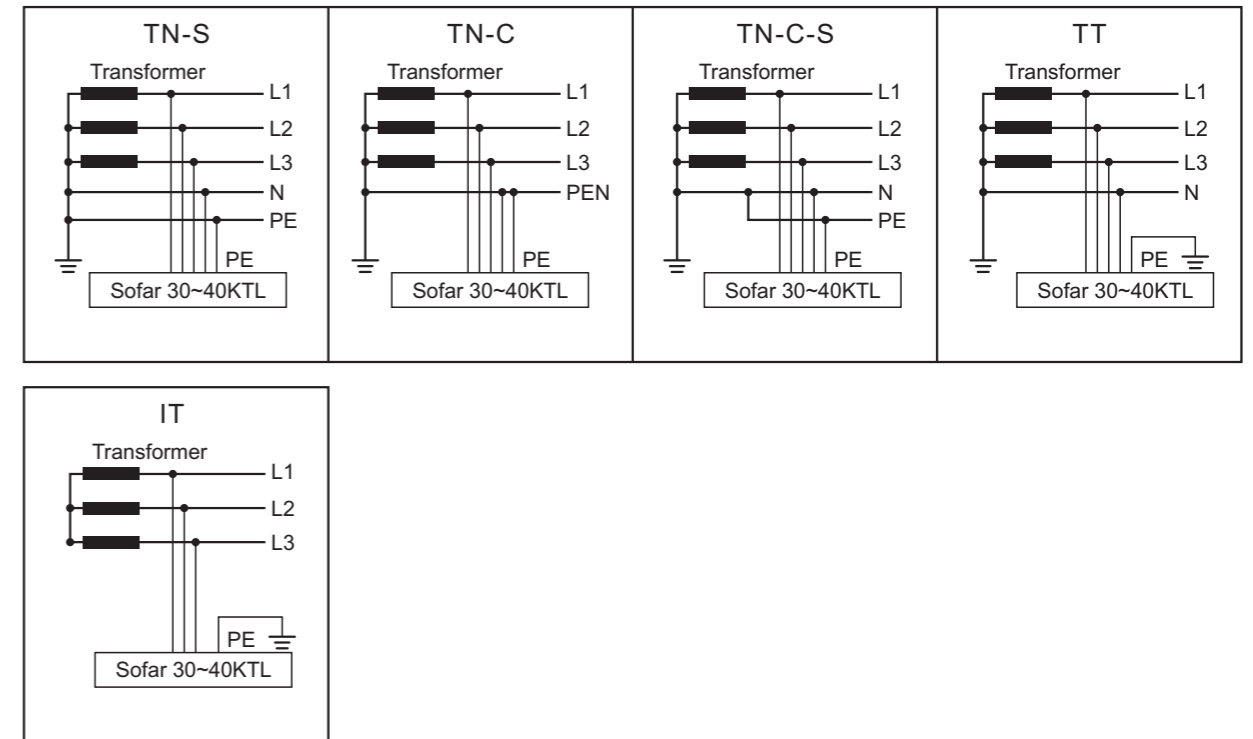 TN-S
Transformer
L1
L2
L3
N
PE
PE
Sofar 30~40KTL
TN-C
Transformer
L1
L2
L3
PEN
PE
Sofar 30~40KTL
TN-C-S
Transformer
L1
L2
L3
N
PE
PE
Sofar 30~40KTL
TT
Transformer
L1
L2
L3
N
PE
Sofar 30~40KTL
IT
Transformer
L1
L2
L3
PE
Sofar 30~40KTL